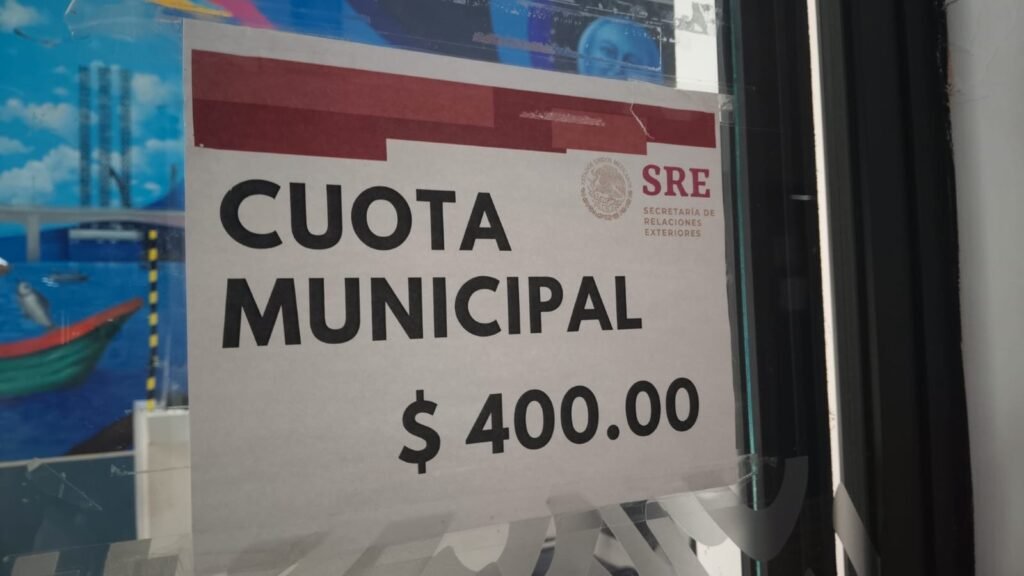 SRE
SECRETARÍA DE
RELACIONES
EXTERIORES
CUOTA
MUNICIPAL
$ 400.00